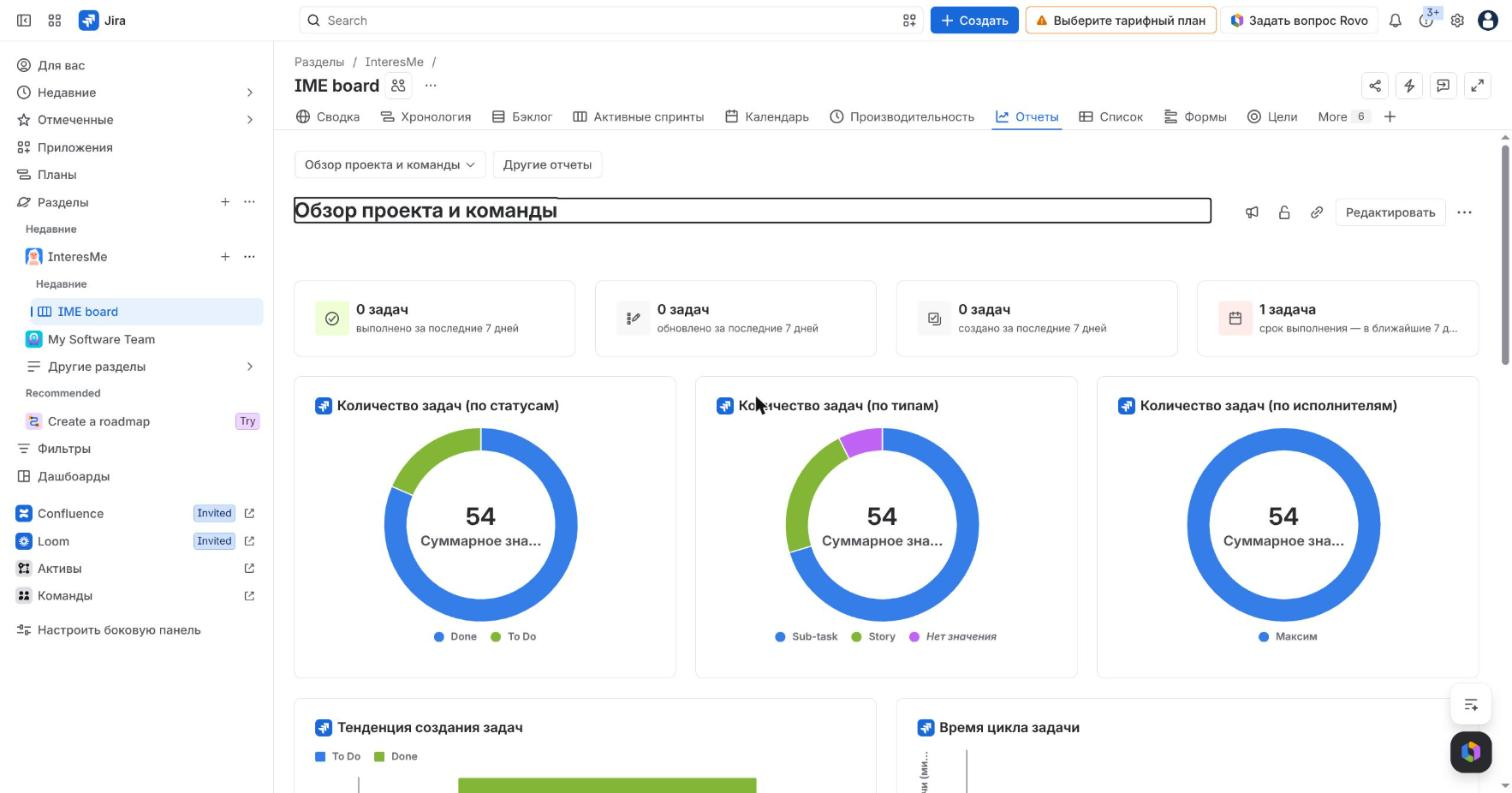 Jira
Search
Создать
Выберите тарифный план
Задать вопрос Rovo
3+
Для вас
Недавние
Отмеченные
Приложения
Планы
Разделы
Недавние
InteresMe
Недавние
IME board
My Software Team
Другие разделы
Recommended
Create a roadmap Try
Фильтры
Дашборды
Confluence Invited
Loom Invited
Активы
Команды
Настроить боковую панель
Разделы / InteresMe /
IME board
Сводка Хронология Бэклог Активные спринты Календарь Производительность Отчеты Список Формы Цели More 6
Обзор проекта и команды Другие отчеты
Обзор проекта и команды
Редактировать
0 задач
выполнено за последние 7 дней
0 задач
обновлено за последние 7 дней
0 задач
создано за последние 7 дней
1 задача
срок выполнения — в ближайшие 7 д...
Количество задач (по статусам)
54
Суммарное зна...
Done To Do
Количество задач (по типам)
54
Суммарное зна...
Sub-task Story Нет значения
Количество задач (по исполнителям)
54
Суммарное зна...
Максим
Тенденция создания задач
To Do Done
Время цикла задачи